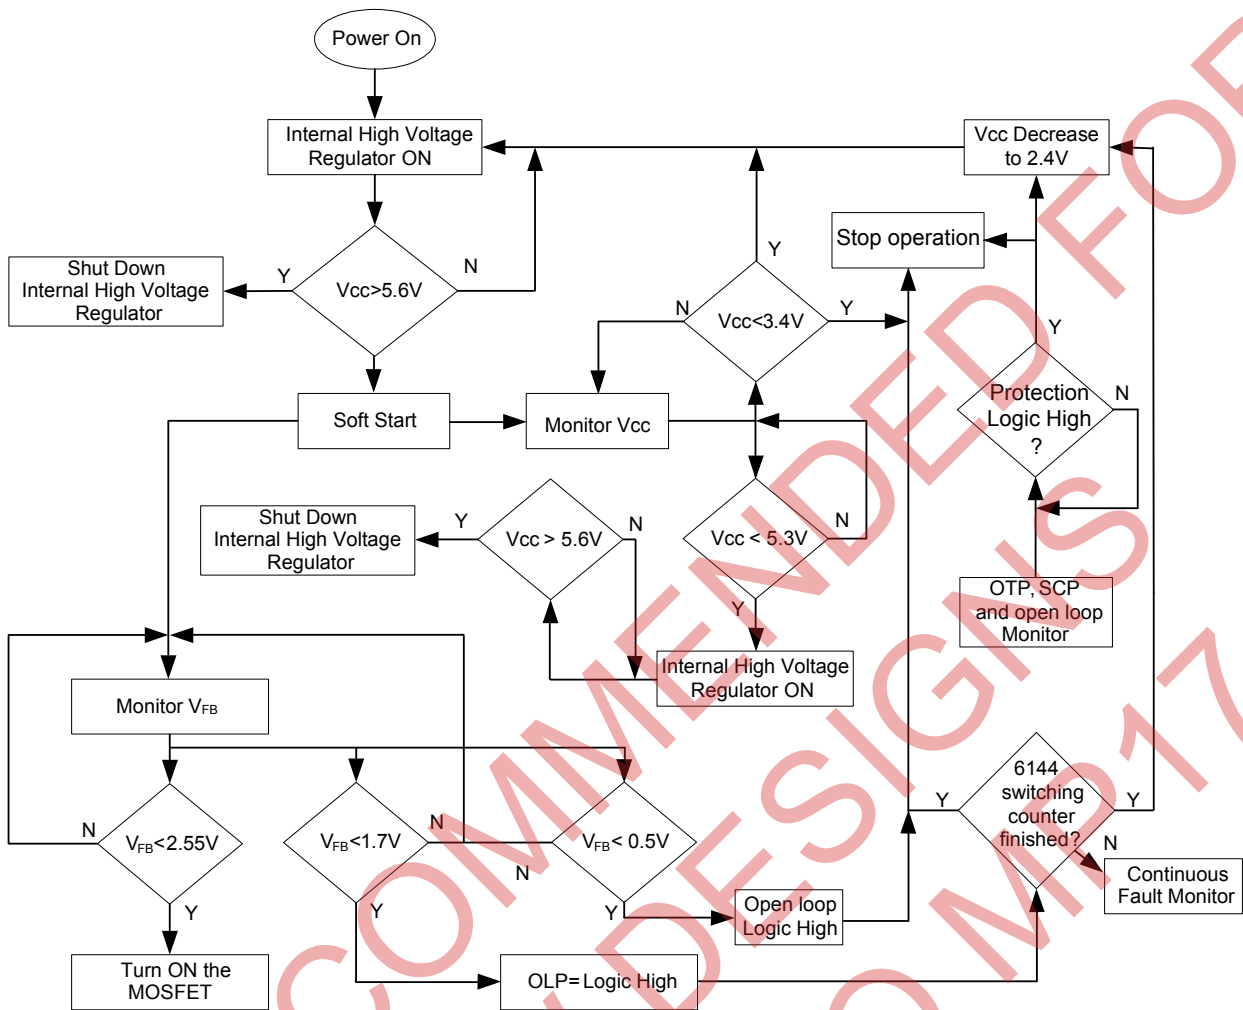 Power On
Internal High Voltage
Regulator ON
Vcc Decrease
to 2.4V
Stop operation
Shut Down
Internal High Voltage
Regulator
Y
Vcc>5.6V
N
Y
N
Vcc<3.4V
Y
Y
Protection
Logic High
?
N
Soft Start
Monitor Vcc
Shut Down
Internal High Voltage
Regulator
Y
Vcc > 5.6V
N
Vcc < 5.3V
N
Y
OTP, SCP
and open loop
Monitor
Internal High Voltage
Regulator ON
Monitor VFB
N
VFB<2.55V
Y
VFB<1.7V
N
Y
N
VFB< 0.5V
Y
Y
6144
switching
counter
finished?
Y
N
Continuous
Fault Monitor
Open loop
Logic High
Turn ON the
MOSFET
OLP=Logic High
COMMENDED FOR
DESIGNS
MP17